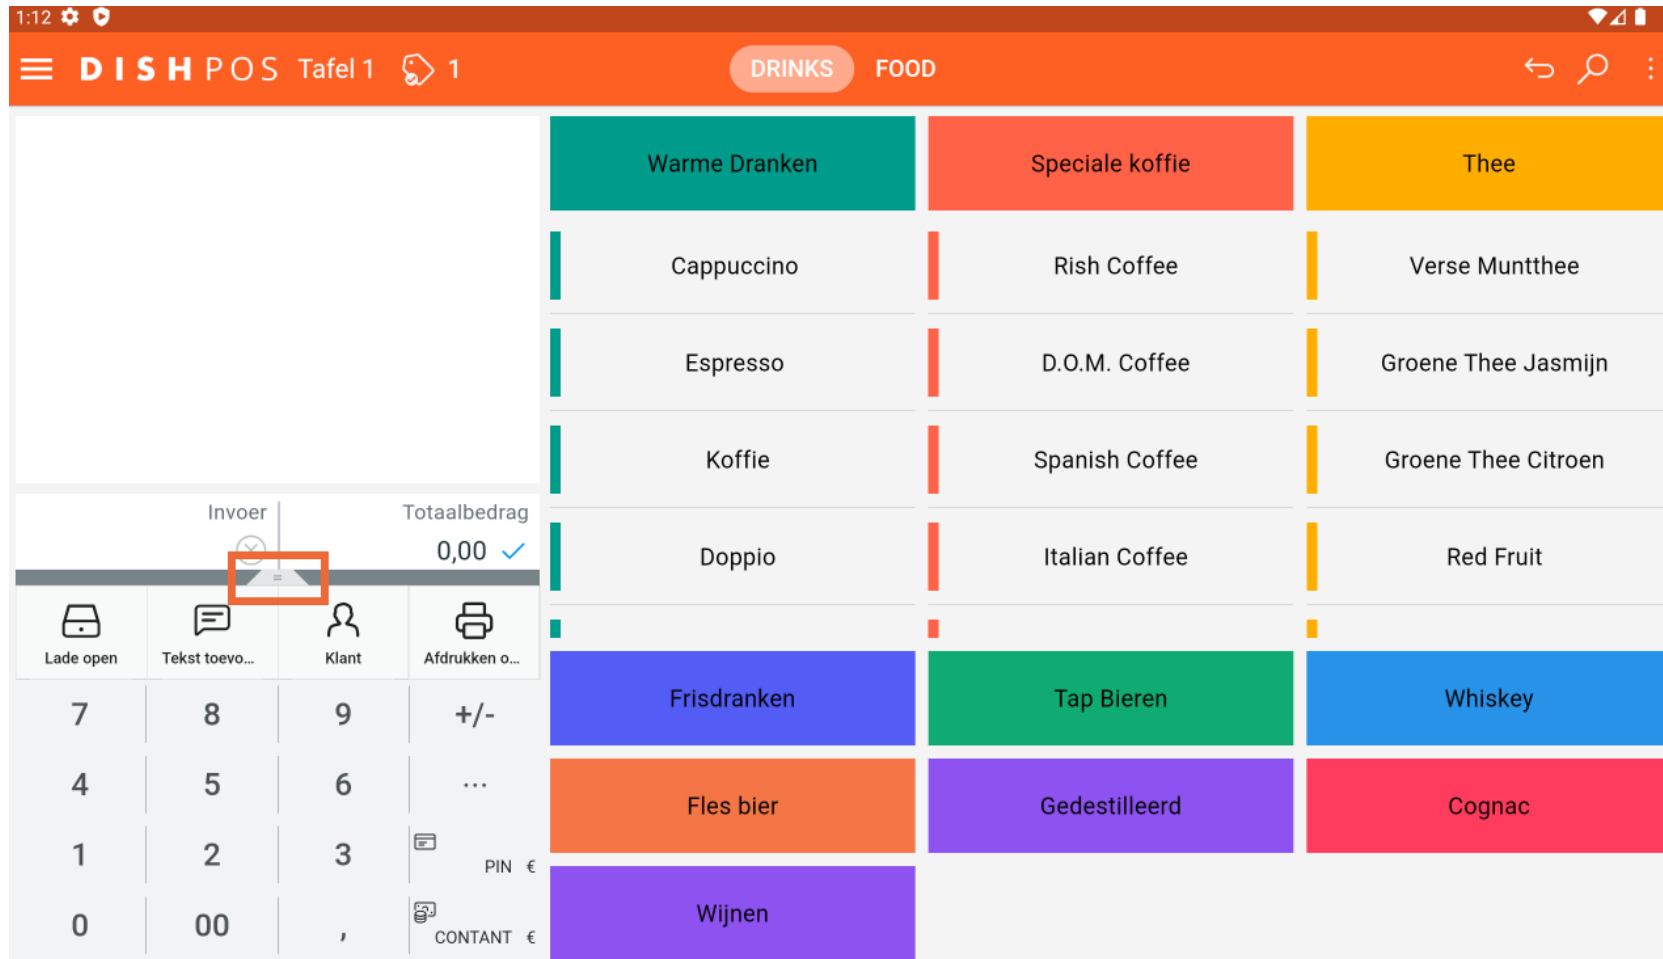 1:12
DISH POS Tafel 1 1 DRINKS FOOD
Warme Dranken Speciale koffie Thee
Cappuccino Rish Coffee Verse Muntthee
Espresso D.O.M. Coffee Groene Thee Jasmijn
Koffie Spanish Coffee Groene Thee Citroen
Invoer Totaalbedrag
0,00
Doppio Italian Coffee Red Fruit
Lade open Tekst toevo... Klant Afdrukken o...
Frisdranken Tap Bieren Whiskey
7 8 9 +/-
4 5 6 ...
Fles bier Gedestilleerd Cognac
1 2 3 PIN €
0 00 , CONTANT €
Wijnen